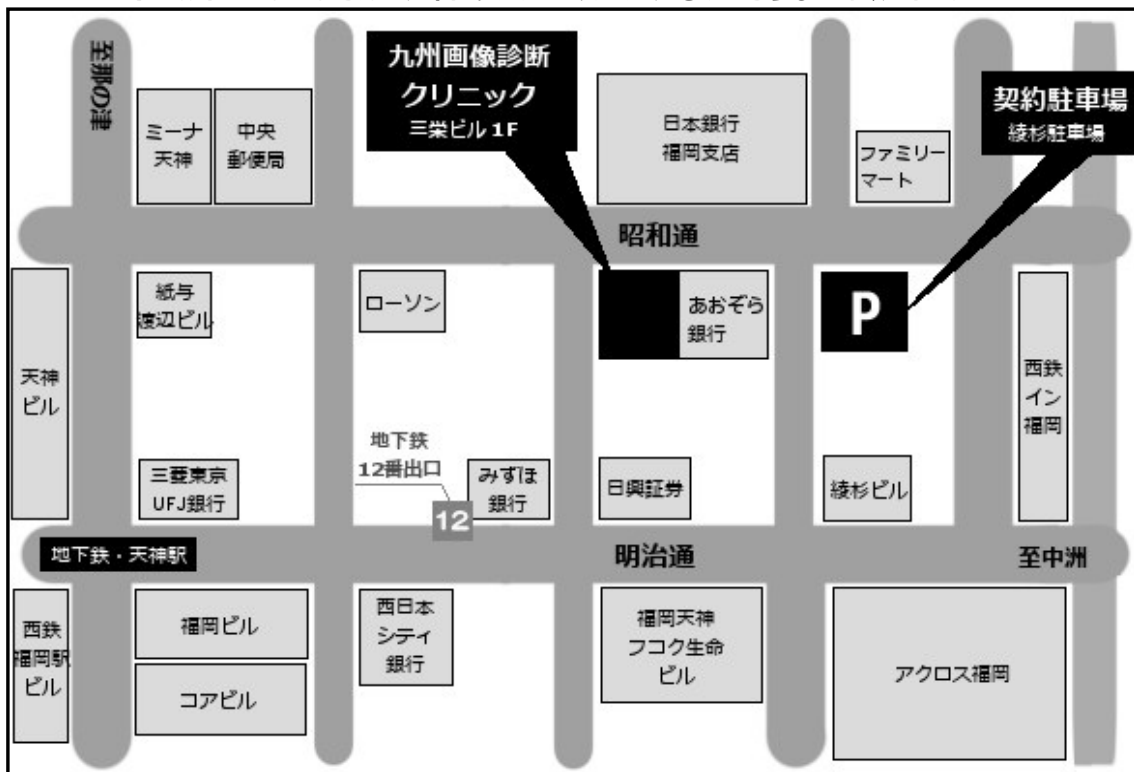 至那の津
ミーナ
天神
中央
郵便局
九州画像診断
クリニック
三栄ビル1F
日本銀行
福岡支店
ファミリー
マート
契約駐車場
綾杉駐車場
昭和通
天神
ビル
紙与
渡辺ビル
ローソン
あおぞら
銀行
P
西鉄
イン
福岡
三菱東京
UFJ銀行
地下鉄
12番出口
12
みずほ
銀行
日興証券
綾杉ビル
地下鉄・天神駅
明治通
至中洲
西鉄
福岡駅
ビル
福岡ビル
コアビル
西日本
シティ
銀行
福岡天神
フコク生命
ビル
アクロス福岡